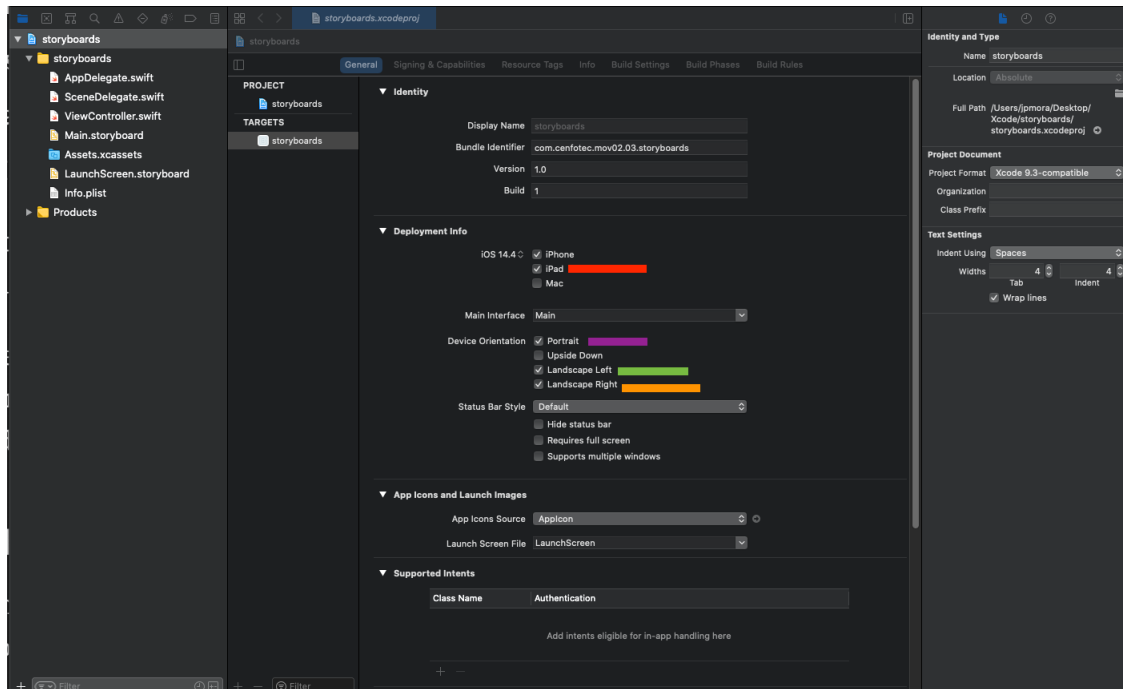 storyboards.xcodeproj
storyboards
storyboards
AppDelegate.swift
SceneDelegate.swift
ViewController.swift
Main.storyboard
Assets.xcassets
LaunchScreen.storyboard
Info.plist
Products
Filter
storyboards
General Signing & Capabilities Resource Tags Info Build Settings Build Phases Build Rules
PROJECT
storyboards
TARGETS
storyboards
Filter
Identity
Display Name storyboards
Bundle Identifier com.cenfotec.mov02.03.storyboards
Version 1.0
Build 1
Deployment Info
iOS 14.4 iPhone
iPad
Mac
Main Interface Main
Device Orientation Portrait
Upside Down
Landscape Left
Landscape Right
Status Bar Style Default
Hide status bar
Requires full screen
Supports multiple windows
App Icons and Launch Images
App Icons Source AppIcon
Launch Screen File LaunchScreen
Supported Intents
Class Name Authentication
Add intents eligible for in-app handling here
Identity and Type
Name storyboards
Location Absolute
Full Path /Users/jpmora/Desktop/
Xcode/storyboards/
storyboards.xcodeproj
Project Document
Project Format Xcode 9.3-compatible
Organization
Class Prefix
Text Settings
Indent Using Spaces
Widths 4 4
Tab Indent
Wrap lines